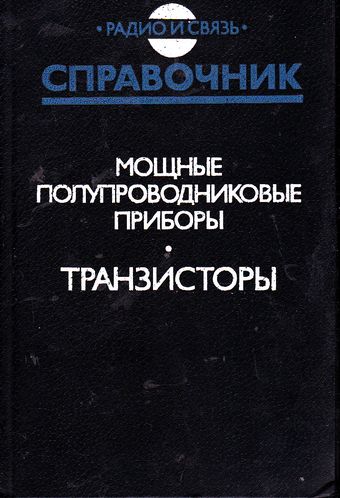 • РАДИО И СВЯЗЬ •
СПРАВОЧНИК
МОЩНЫЕ
ПОЛУПРОВОДНИКОВЫЕ
ПРИБОРЫ
•
ТРАНЗИСТОРЫ